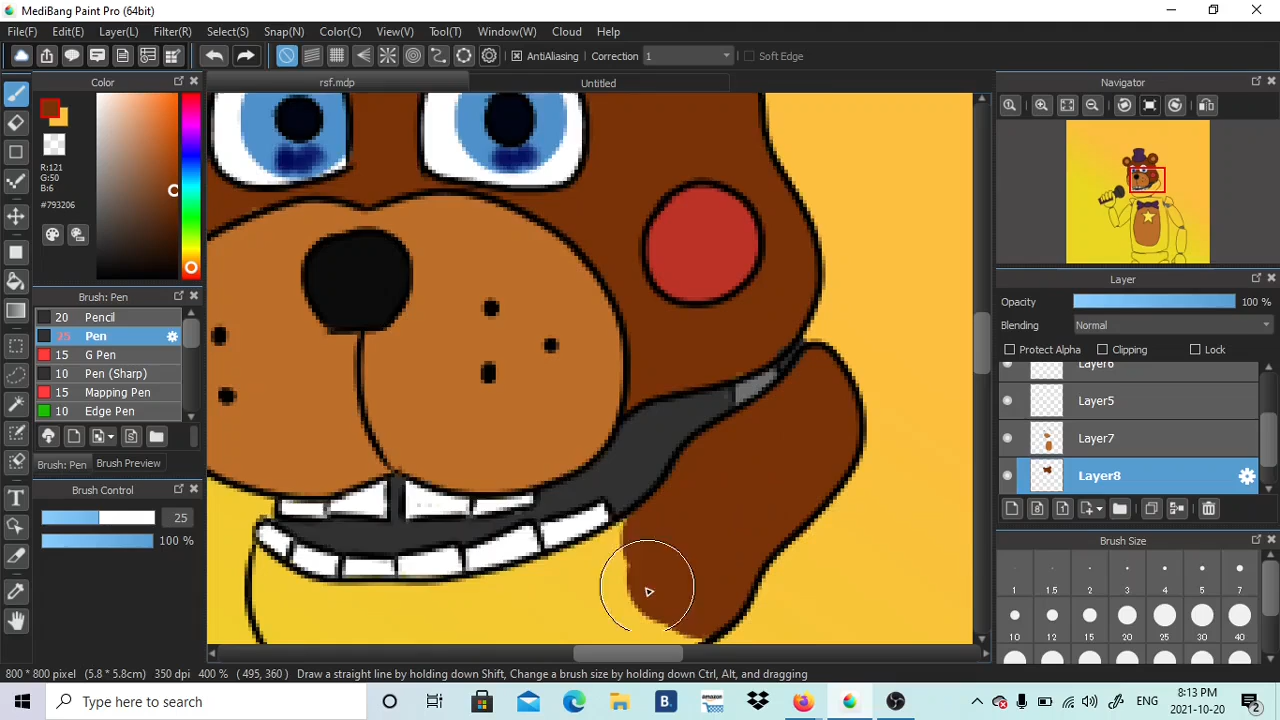 MediBang Paint Pro (64bit)
File(F) Edit(E) Layer(L) Filter(R) Select(S) Snap(N) Color(C) View(V) Tool(T) Window(W) Cloud Help
AntiAliasing Correction 1 Soft Edge
Color
rsf.mdp
Untitled
Navigator
R:121
G:50
B:6
#793206
Brush: Pen
20 Pencil
25 Pen
15 G Pen
10 Pen (Sharp)
15 Mapping Pen
10 Edge Pen
Brush: Pen Brush Preview
Brush Control
25
100 %
Layer
Opacity 100 %
Blending Normal
Protect Alpha Clipping Lock
Layer6
Layer5
Layer7
Layer8
Brush Size
1 1.5 2 3 4 5 7
10 12 15 20 25 30 40
800 * 800 pixel (5.8 * 5.8cm) 350 dpi 400 % (495, 360) Draw a straight line by holding down Shift, Change a brush size by holding down Ctrl, Alt, and dragging
Type here to search
B.
amazon
ENG
8:13 PM
2021-10-20
2